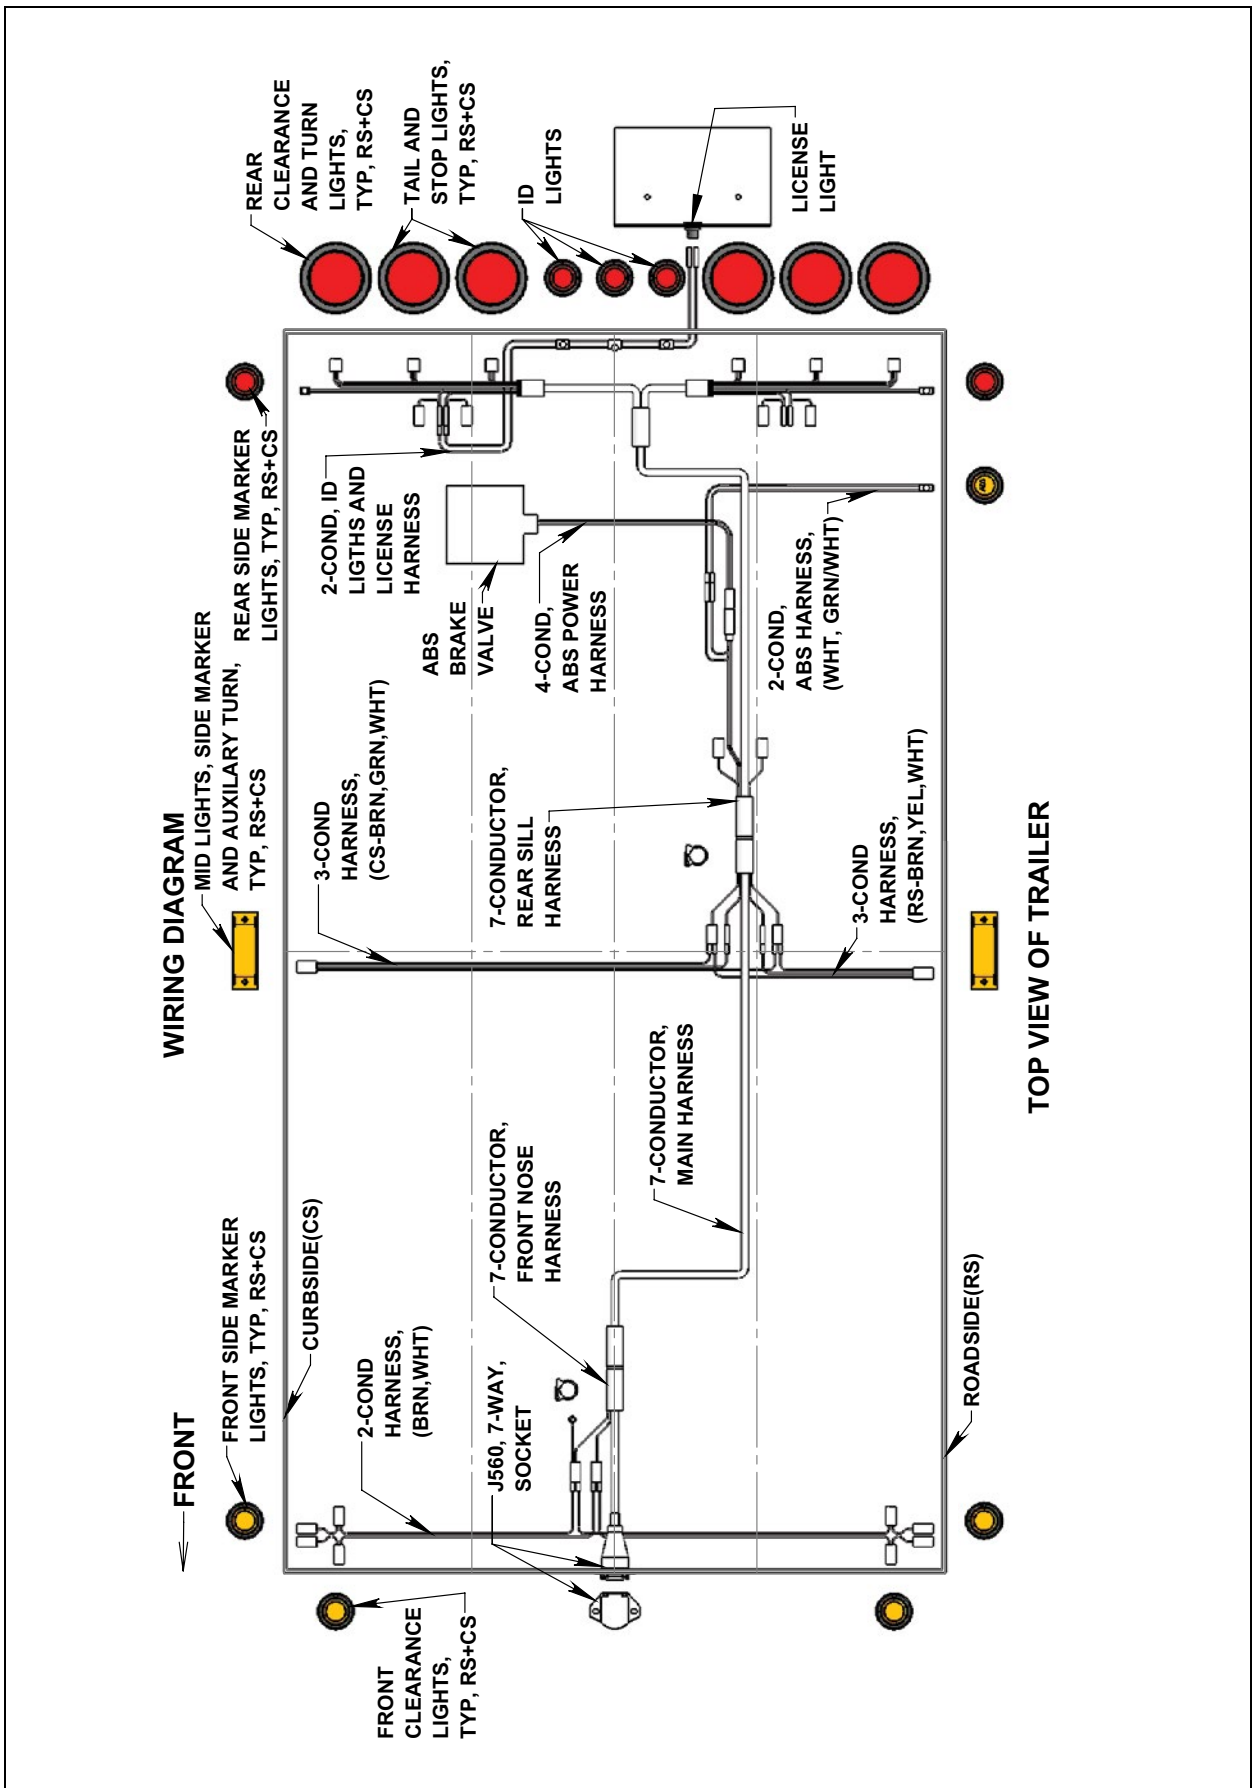 WIRING DIAGRAM
TOP VIEW OF TRAILER
FRONT
FRONT SIDE MARKER
LIGHTS, TYP, RS+CS
CURBSIDE(CS)
2-COND
HARNESS,
(BRN,WHT)
FRONT
CLEARANCE
LIGHTS,
TYP, RS+CS
J560, 7-WAY,
SOCKET
7-CONDUCTOR,
FRONT NOSE
HARNESS
7-CONDUCTOR,
MAIN HARNESS
ROADSIDE(RS)
MID LIGHTS, SIDE MARKER
AND AUXILARY TURN,
TYP, RS+CS
3-COND
HARNESS,
(CS-BRN,GRN,WHT)
7-CONDUCTOR,
REAR SILL
HARNESS
3-COND
HARNESS,
(RS-BRN,YEL,WHT)
REAR SIDE MARKER
LIGHTS, TYP, RS+CS
2-COND, ID
LIGTHS AND
LICENSE
HARNESS
ABS
BRAKE
VALVE
4-COND,
ABS POWER
HARNESS
2-COND,
ABS HARNESS,
(WHT, GRN/WHT)
ABS
REAR
CLEARANCE
AND TURN
LIGHTS,
TYP, RS+CS
TAIL AND
STOP LIGHTS,
TYP, RS+CS
ID
LIGHTS
LICENSE
LIGHT